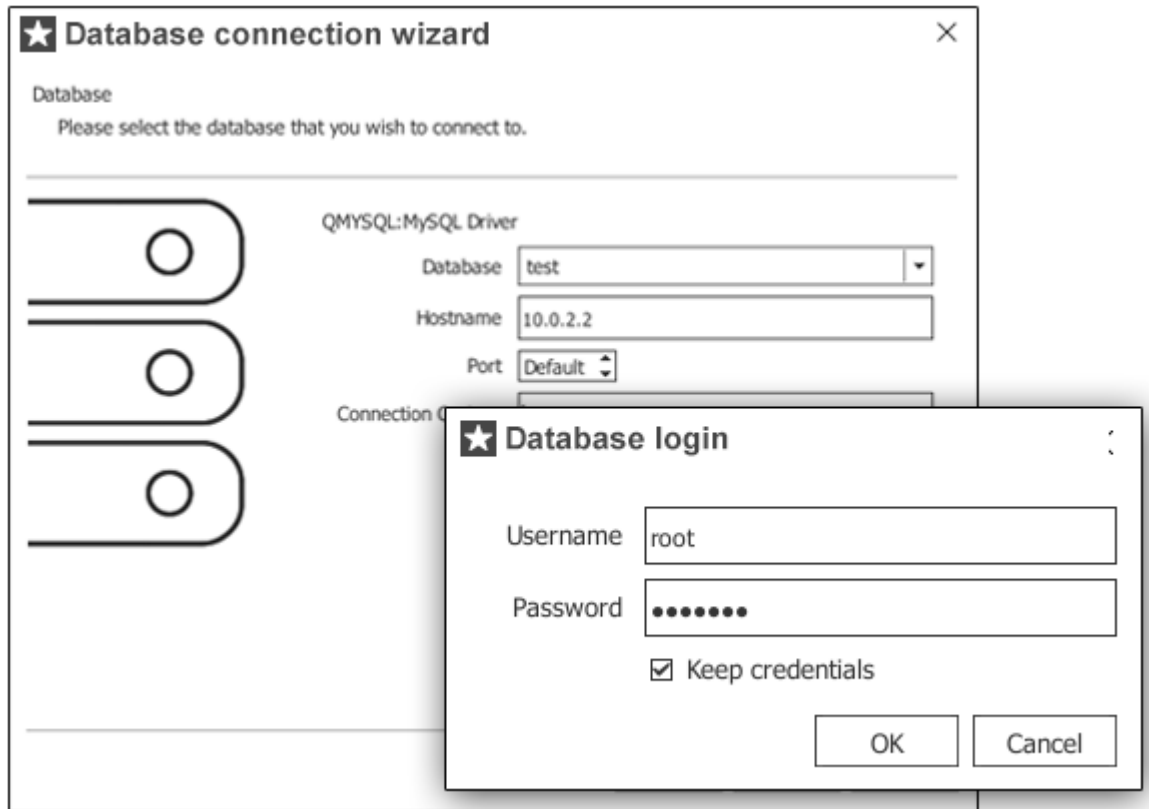 Database connection wizard
Database
Please select the database that you wish to connect to.
QMYSQL:MySQL Driver
Database test
Hostname 10.0.2.2
Port Default
Connection
Database login
Username root
Password •••••••
Keep credentials
OK Cancel